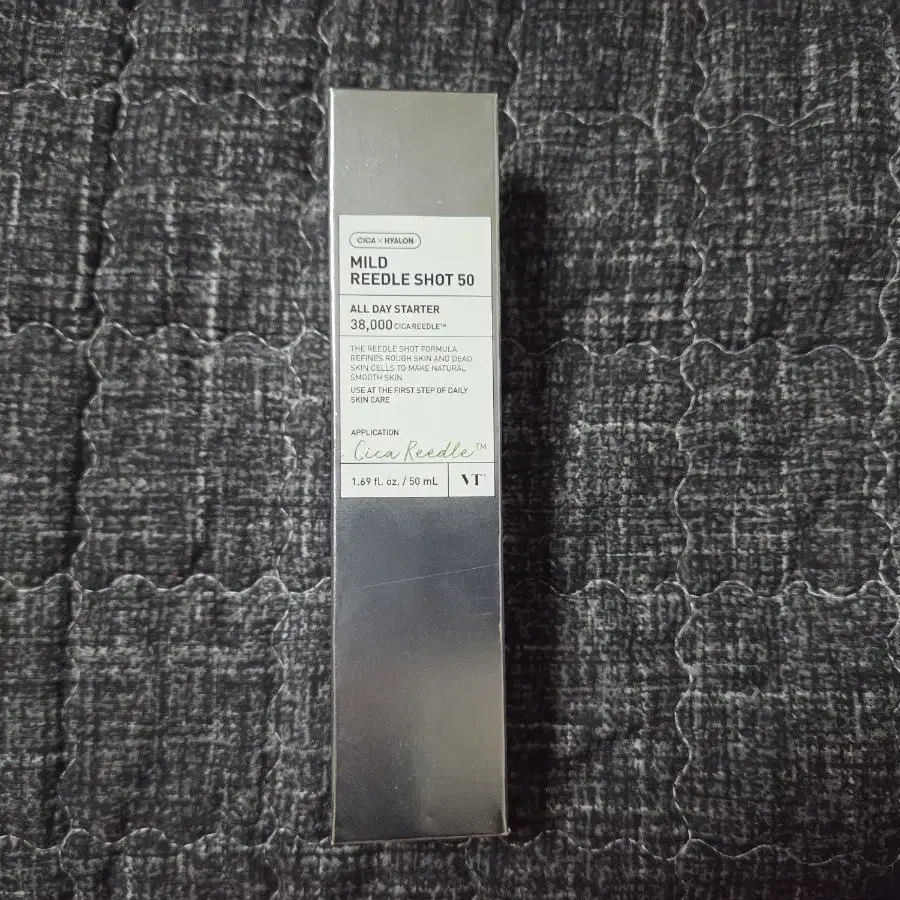 CICA × HYALON
MILD
REEDLE SHOT 50
ALL DAY STARTER
38,000 CICA REEDLE™
THE REEDLE SHOT FORMULA
REFINES ROUGH SKIN AND DEAD
SKIN CELLS TO MAKE NATURAL
SMOOTH SKIN
USE AT THE FIRST STEP OF DAILY
SKIN CARE
APPLICATION
Cica Reedle™
1.69 fl. oz. / 50 mL
VT